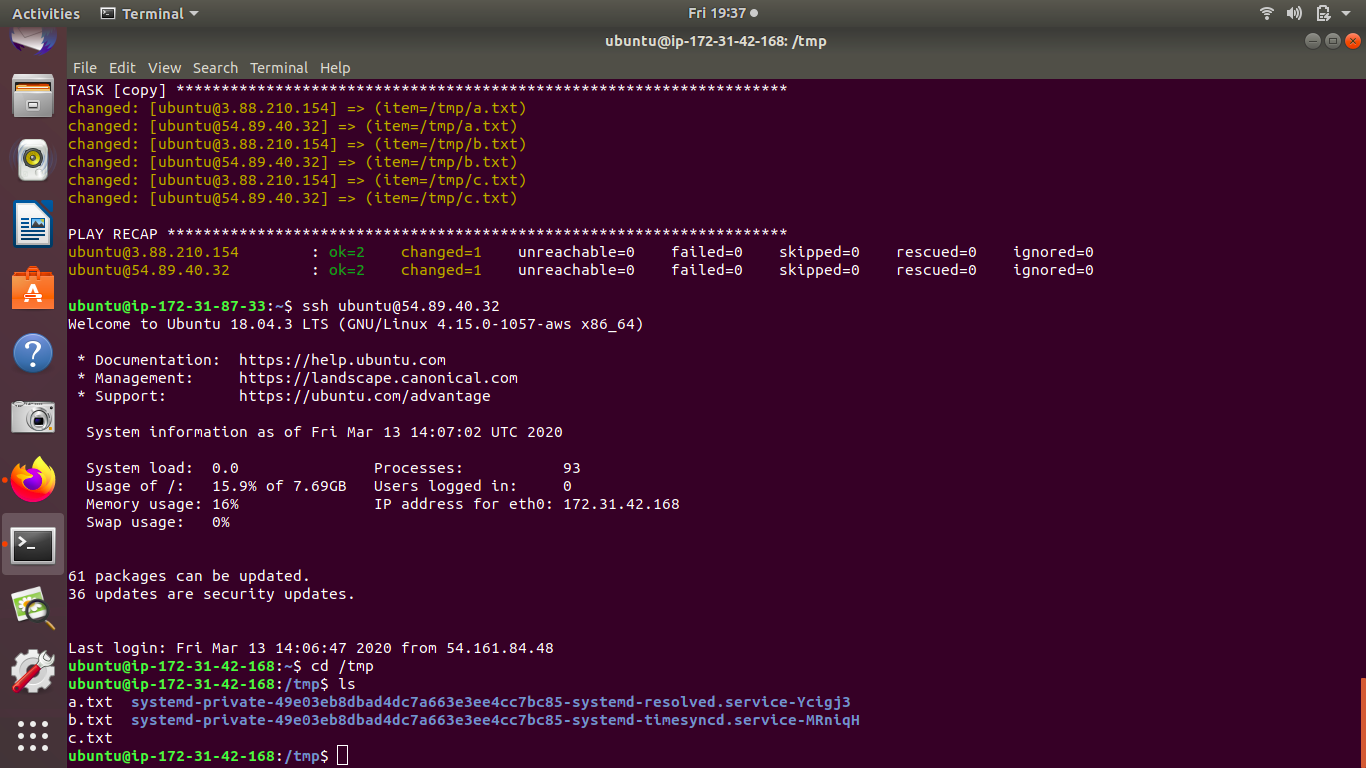 Activities Terminal Fri 19:37
ubuntu@ip-172-31-42-168: /tmp
File Edit View Search Terminal Help
TASK [copy] ********************************************************************
changed: [ubuntu@3.88.210.154] => (item=/tmp/a.txt)
changed: [ubuntu@54.89.40.32] => (item=/tmp/a.txt)
changed: [ubuntu@3.88.210.154] => (item=/tmp/b.txt)
changed: [ubuntu@54.89.40.32] => (item=/tmp/b.txt)
changed: [ubuntu@3.88.210.154] => (item=/tmp/c.txt)
changed: [ubuntu@54.89.40.32] => (item=/tmp/c.txt)
PLAY RECAP *********************************************************************
ubuntu@3.88.210.154        : ok=2    changed=1    unreachable=0    failed=0    skipped=0    rescued=0    ignored=0
ubuntu@54.89.40.32         : ok=2    changed=1    unreachable=0    failed=0    skipped=0    rescued=0    ignored=0
ubuntu@ip-172-31-87-33:~$ ssh ubuntu@54.89.40.32
Welcome to Ubuntu 18.04.3 LTS (GNU/Linux 4.15.0-1057-aws x86_64)
* Documentation:  https://help.ubuntu.com
* Management:     https://landscape.canonical.com
* Support:        https://ubuntu.com/advantage
System information as of Fri Mar 13 14:07:02 UTC 2020
System load:  0.0               Processes:           93
Usage of /:   15.9% of 7.69GB   Users logged in:     0
Memory usage: 16%               IP address for eth0: 172.31.42.168
Swap usage:   0%
61 packages can be updated.
36 updates are security updates.
Last login: Fri Mar 13 14:06:47 2020 from 54.161.84.48
ubuntu@ip-172-31-42-168:~$ cd /tmp
ubuntu@ip-172-31-42-168:/tmp$ ls
a.txt  systemd-private-49e03eb8dbad4dc7a663e3ee4cc7bc85-systemd-resolved.service-Ycigj3
b.txt  systemd-private-49e03eb8dbad4dc7a663e3ee4cc7bc85-systemd-timesyncd.service-MRniqH
c.txt
ubuntu@ip-172-31-42-168:/tmp$